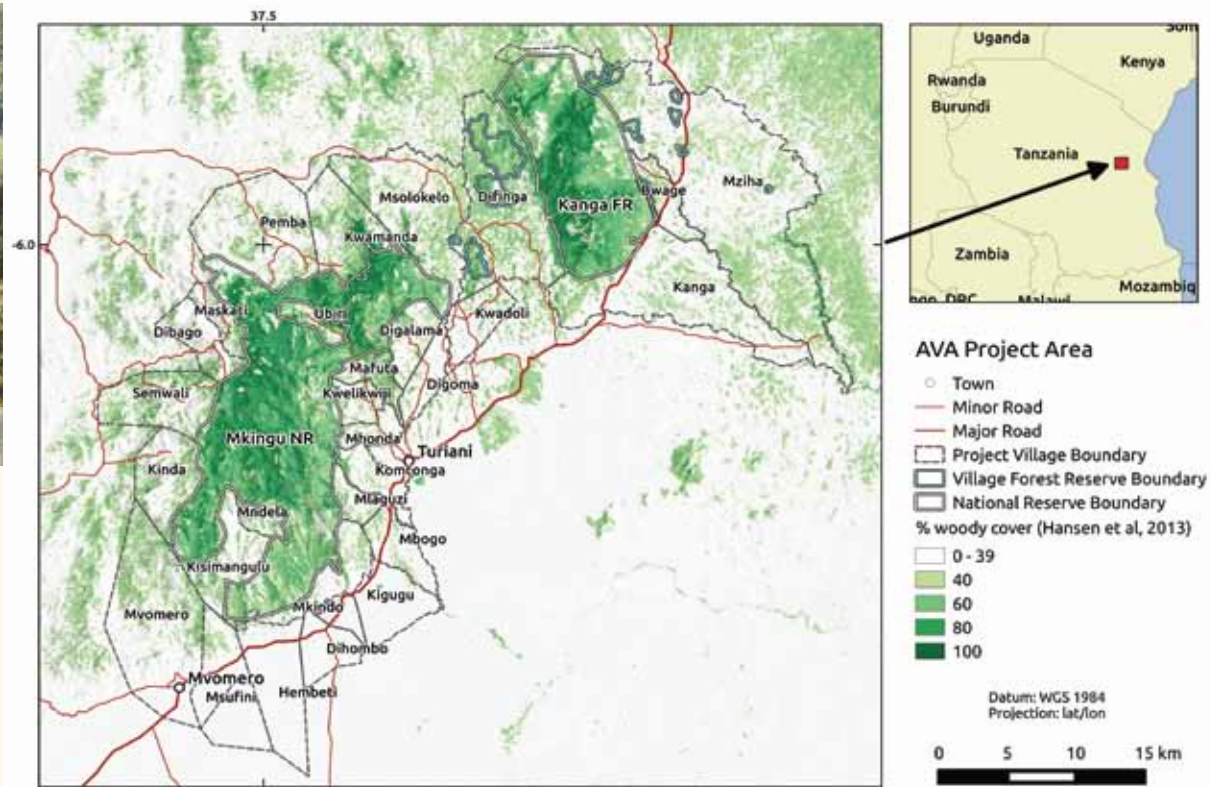 37.5
-6.0
Pemba
Msolokelo
Kwamanda
Difinga
Kanga FR
Bwage
Mziha
Kanga
Maskati
Ubiri
Dibago
Digalama
Kwadoli
Mafuta
Semwali
Kwelikwiji
Digoma
Mkingu NR
Mhonda
Turiani
Kinda
Komtonga
Mlaguzi
Mndela
Mbogo
Kisimangulu
Kigugu
Mvomero
Mkindo
Dihombo
Mvomero
Msufini
Hembeti
Uganda
Kenya
Rwanda
Burundi
Tanzania
Zambia
DRC
Malawi
Mozambiq
AVA Project Area
Town
Minor Road
Major Road
Project Village Boundary
Village Forest Reserve Boundary
National Reserve Boundary
% woody cover (Hansen et al, 2013)
0 - 39
40
60
80
100
Datum: WGS 1984
Projection: lat/lon
0 5 10 15 km